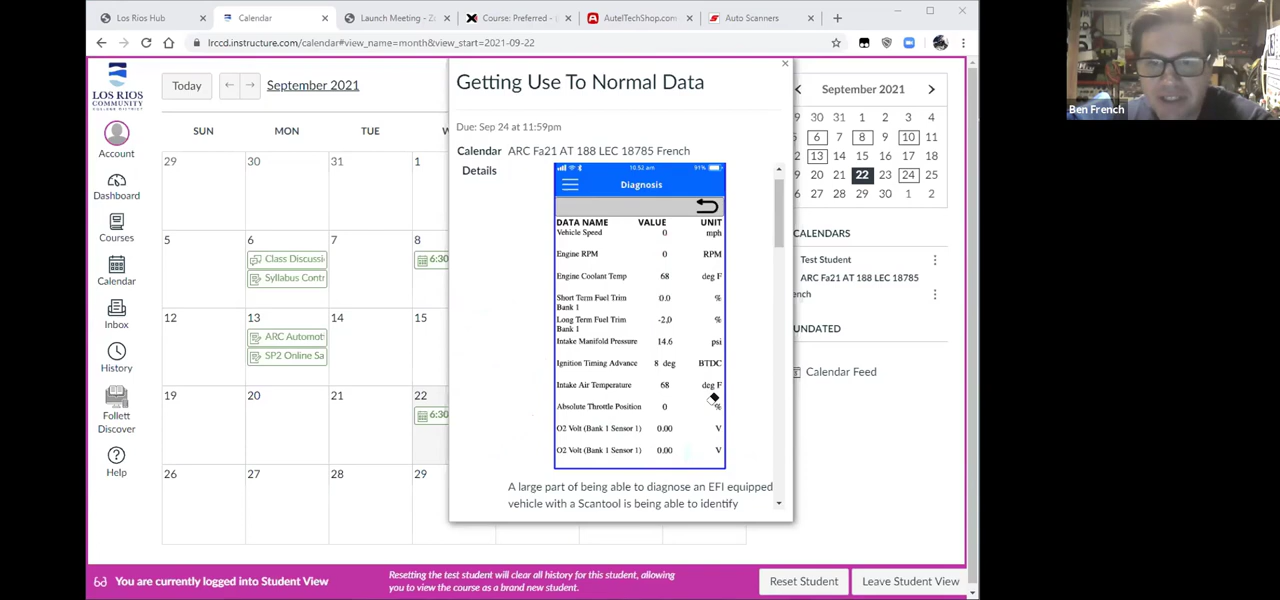 Los Rios Hub
Calendar
Launch Meeting - Z
Course: Preferred -
AutelTechShop.com
Auto Scanners
lrccd.instructure.com/calendar#view_name=month&view_start=2021-09-22
LOS RIOS
COMMUNITY
COLLEGE DISTRICT
Account
Dashboard
Courses
Calendar
Inbox
History
Follett
Discover
Help
Today
September 2021
SUN MON TUE W
29 30 31 1
5 6 7 8
Class Discussi
6:30
Syllabus Contr
12 13 14 15
ARC Automot
SP2 Online Sa
19 20 21 22
6:30
26 27 28 29
Getting Use To Normal Data
Due: Sep 24 at 11:59pm
Calendar ARC Fa21 AT 188 LEC 18785 French
Details
10.52 am 91%
Diagnosis
DATA NAME VALUE UNIT
Vehicle Speed 0 mph
Engine RPM 0 RPM
Engine Coolant Temp 68 deg F
Short Term Fuel Trim 0.0 %
Bank 1
Long Term Fuel Trim -2.0 %
Bank 1
Intake Manifold Pressure 14.6 psi
Ignition Timing Advance 8 deg BTDC
Intake Air Temperature 68 deg F
Absolute Throttle Position 0 %
O2 Volt (Bank 1 Sensor 1) 0.00 V
O2 Volt (Bank 1 Sensor 1) 0.00 V
A large part of being able to diagnose an EFI equipped
vehicle with a Scantool is being able to identify
September 2021
30 31 1 2 3 4
6 7 8 9 10 11
13 14 15 16 17 18
20 21 22 23 24 25
27 28 29 30 1 2
CALENDARS
Test Student
ARC Fa21 AT 188 LEC 18785
ench
UNDATED
Calendar Feed
You are currently logged into Student View
Resetting the test student will clear all history for this student, allowing
you to view the course as a brand new student.
Reset Student
Leave Student View
Ben French